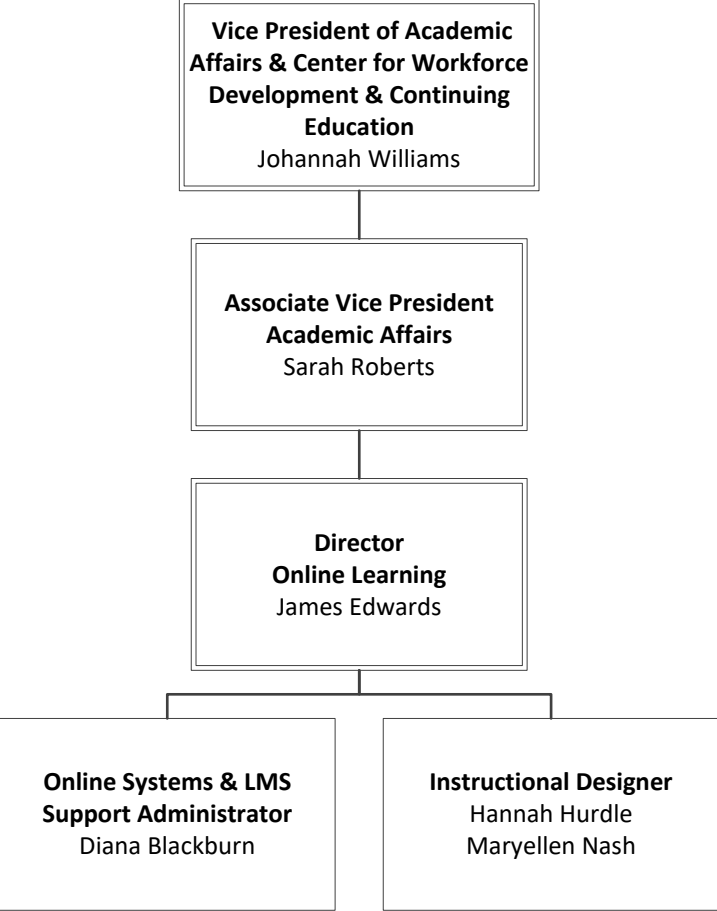 Vice President of Academic
Affairs & Center for Workforce
Development & Continuing
Education
Johannah Williams
Associate Vice President
Academic Affairs
Sarah Roberts
Director
Online Learning
James Edwards
Online Systems & LMS
Support Administrator
Diana Blackburn
Instructional Designer
Hannah Hurdle
Maryellen Nash